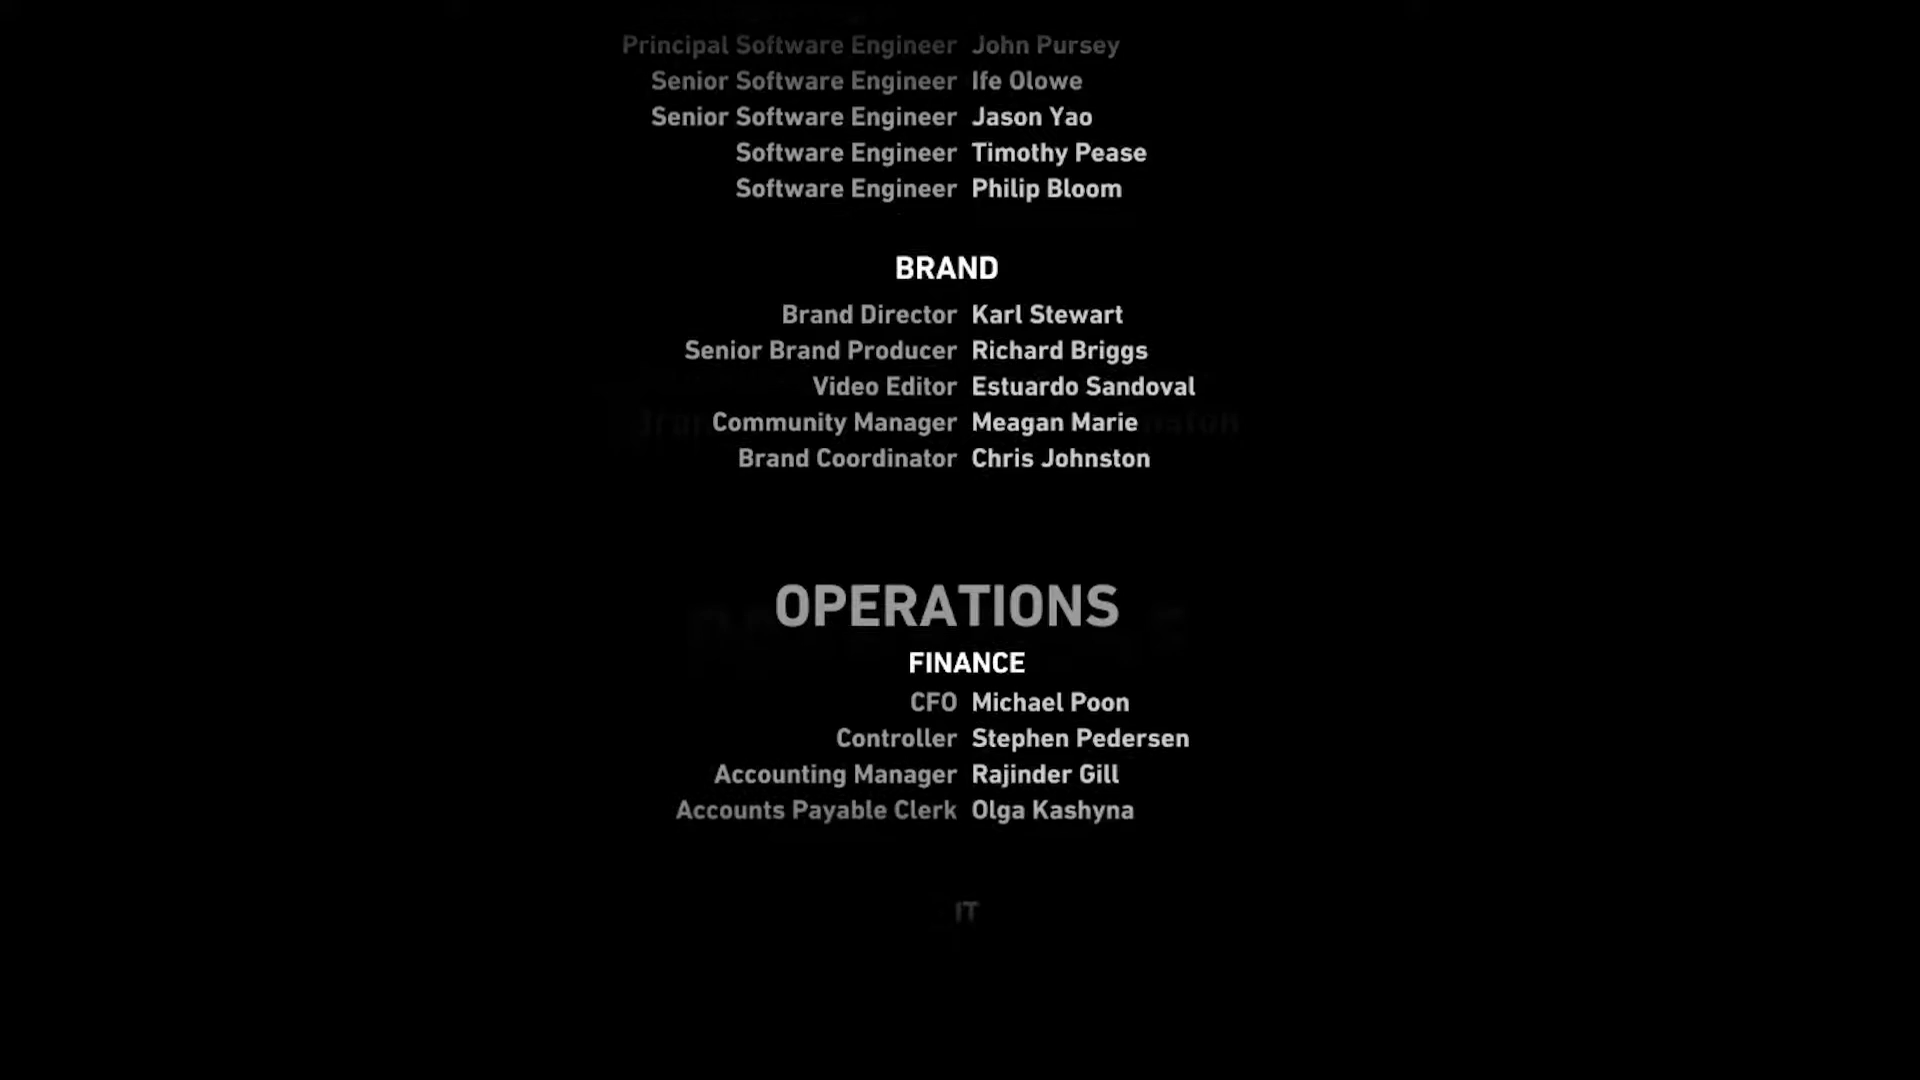 Principal Software Engineer John Pursey
Senior Software Engineer Ife Olowe
Senior Software Engineer Jason Yao
Software Engineer Timothy Pease
Software Engineer Philip Bloom
BRAND
Brand Director Karl Stewart
Senior Brand Producer Richard Briggs
Video Editor Estuardo Sandoval
Community Manager Meagan Marie
Brand Coordinator Chris Johnston
OPERATIONS
FINANCE
CFO Michael Poon
Controller Stephen Pedersen
Accounting Manager Rajinder Gill
Accounts Payable Clerk Olga Kashyna
IT